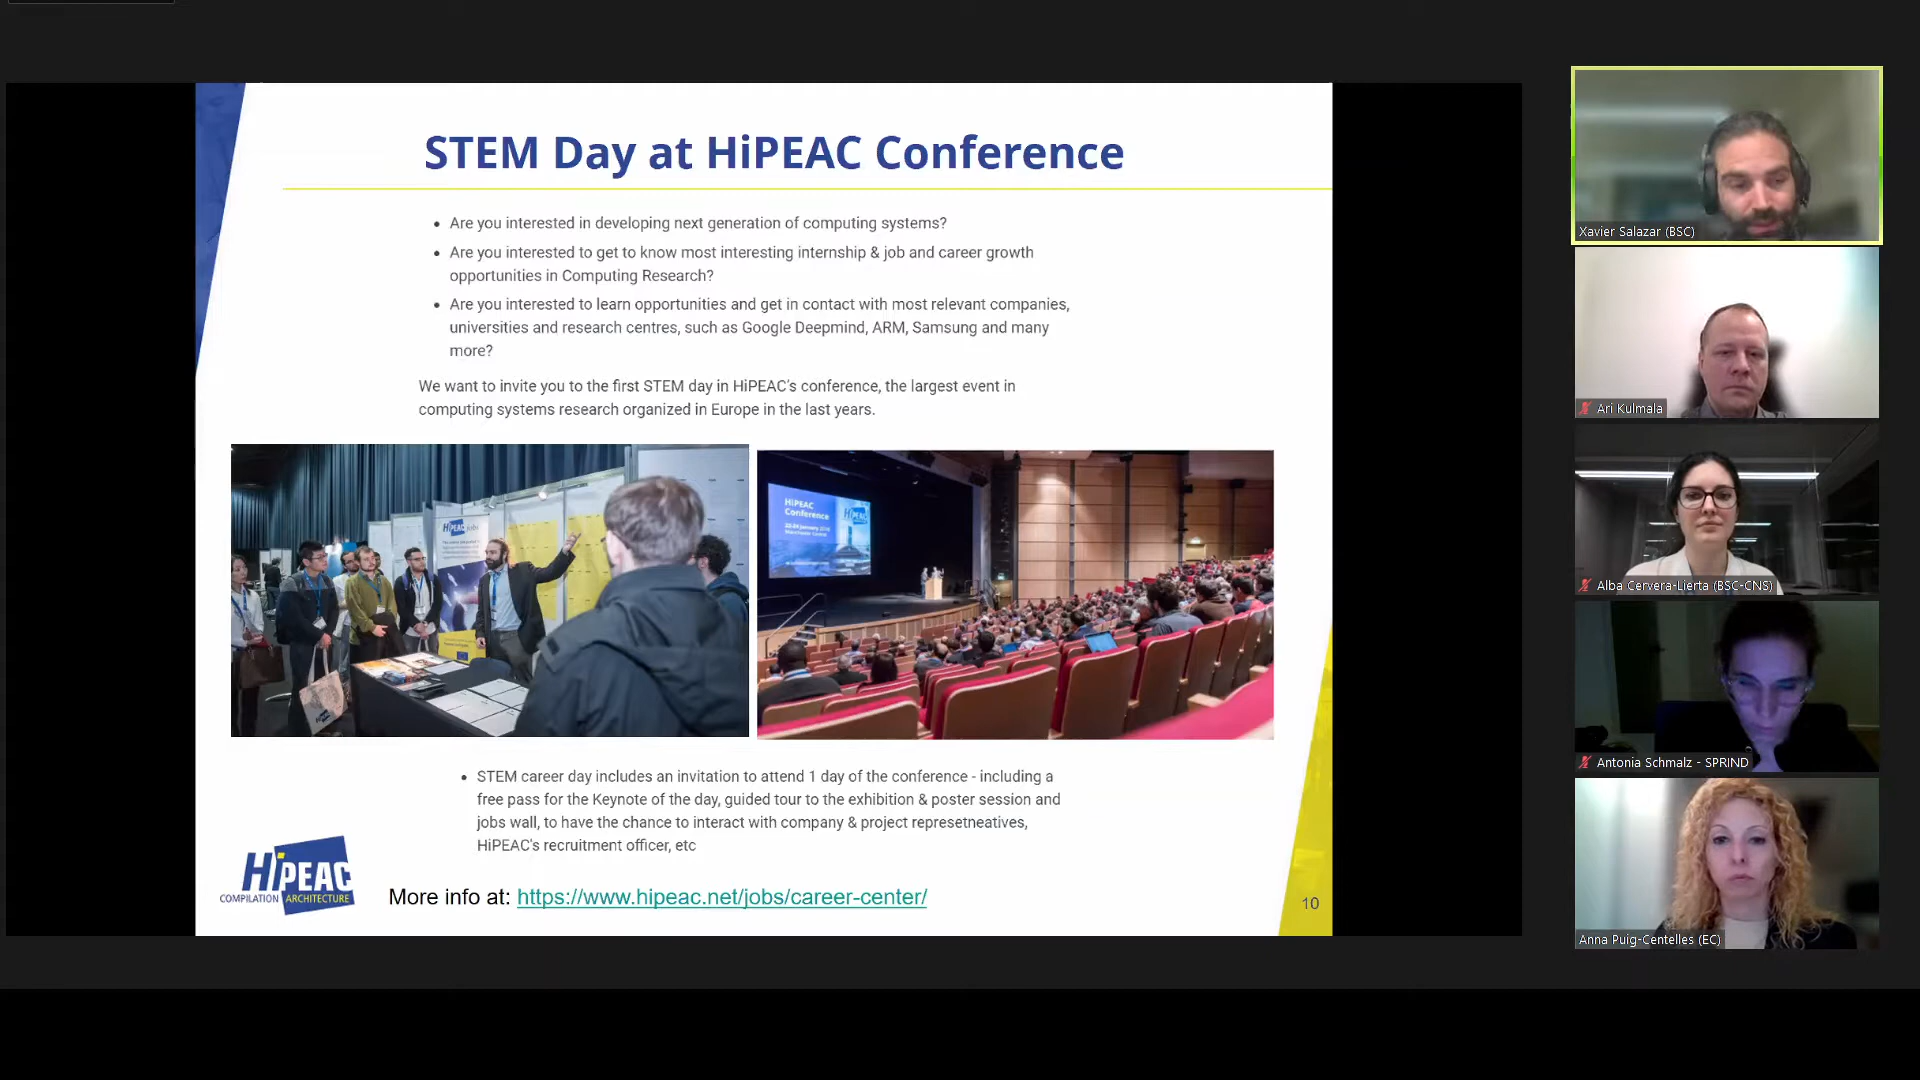 STEM Day at HiPEAC Conference
• Are you interested in developing next generation of computing systems?
• Are you interested to get to know most interesting internship & job and career growth
opportunities in Computing Research?
• Are you interested to learn opportunities and get in contact with most relevant companies,
universities and research centres, such as Google Deepmind, ARM, Samsung and many
more?
We want to invite you to the first STEM day in HiPEAC's conference, the largest event in
computing systems research organized in Europe in the last years.
HiPEAC jobs
HiPEAC
Conference
HiPEAC
• STEM career day includes an invitation to attend 1 day of the conference - including a
free pass for the Keynote of the day, guided tour to the exhibition & poster session and
jobs wall, to have the chance to interact with company & project represetneatives,
HiPEAC's recruitment officer, etc
HiPEAC
COMPILATION ARCHITECTURE
More info at: https://www.hipeac.net/jobs/career-center/
10
Xavier Salazar (BSC)
Ari Kulmala
Alba Cervera-Lierta (BSC-CNS)
Antonia Schmalz - SPRIND
Anna Puig-Centelles (EC)